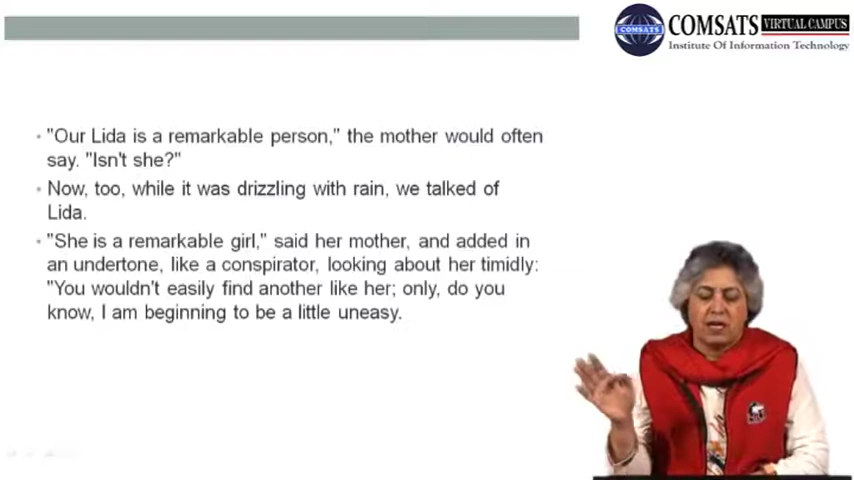 COMSATS VIRTUAL CAMPUS
COMSATS
Institute Of Information Technology
"Our Lida is a remarkable person," the mother would often
say. "Isn't she?"
Now, too, while it was drizzling with rain, we talked of
Lida.
"She is a remarkable girl," said her mother, and added in
an undertone, like a conspirator, looking about her timidly:
"You wouldn't easily find another like her; only, do you
know, I am beginning to be a little uneasy.